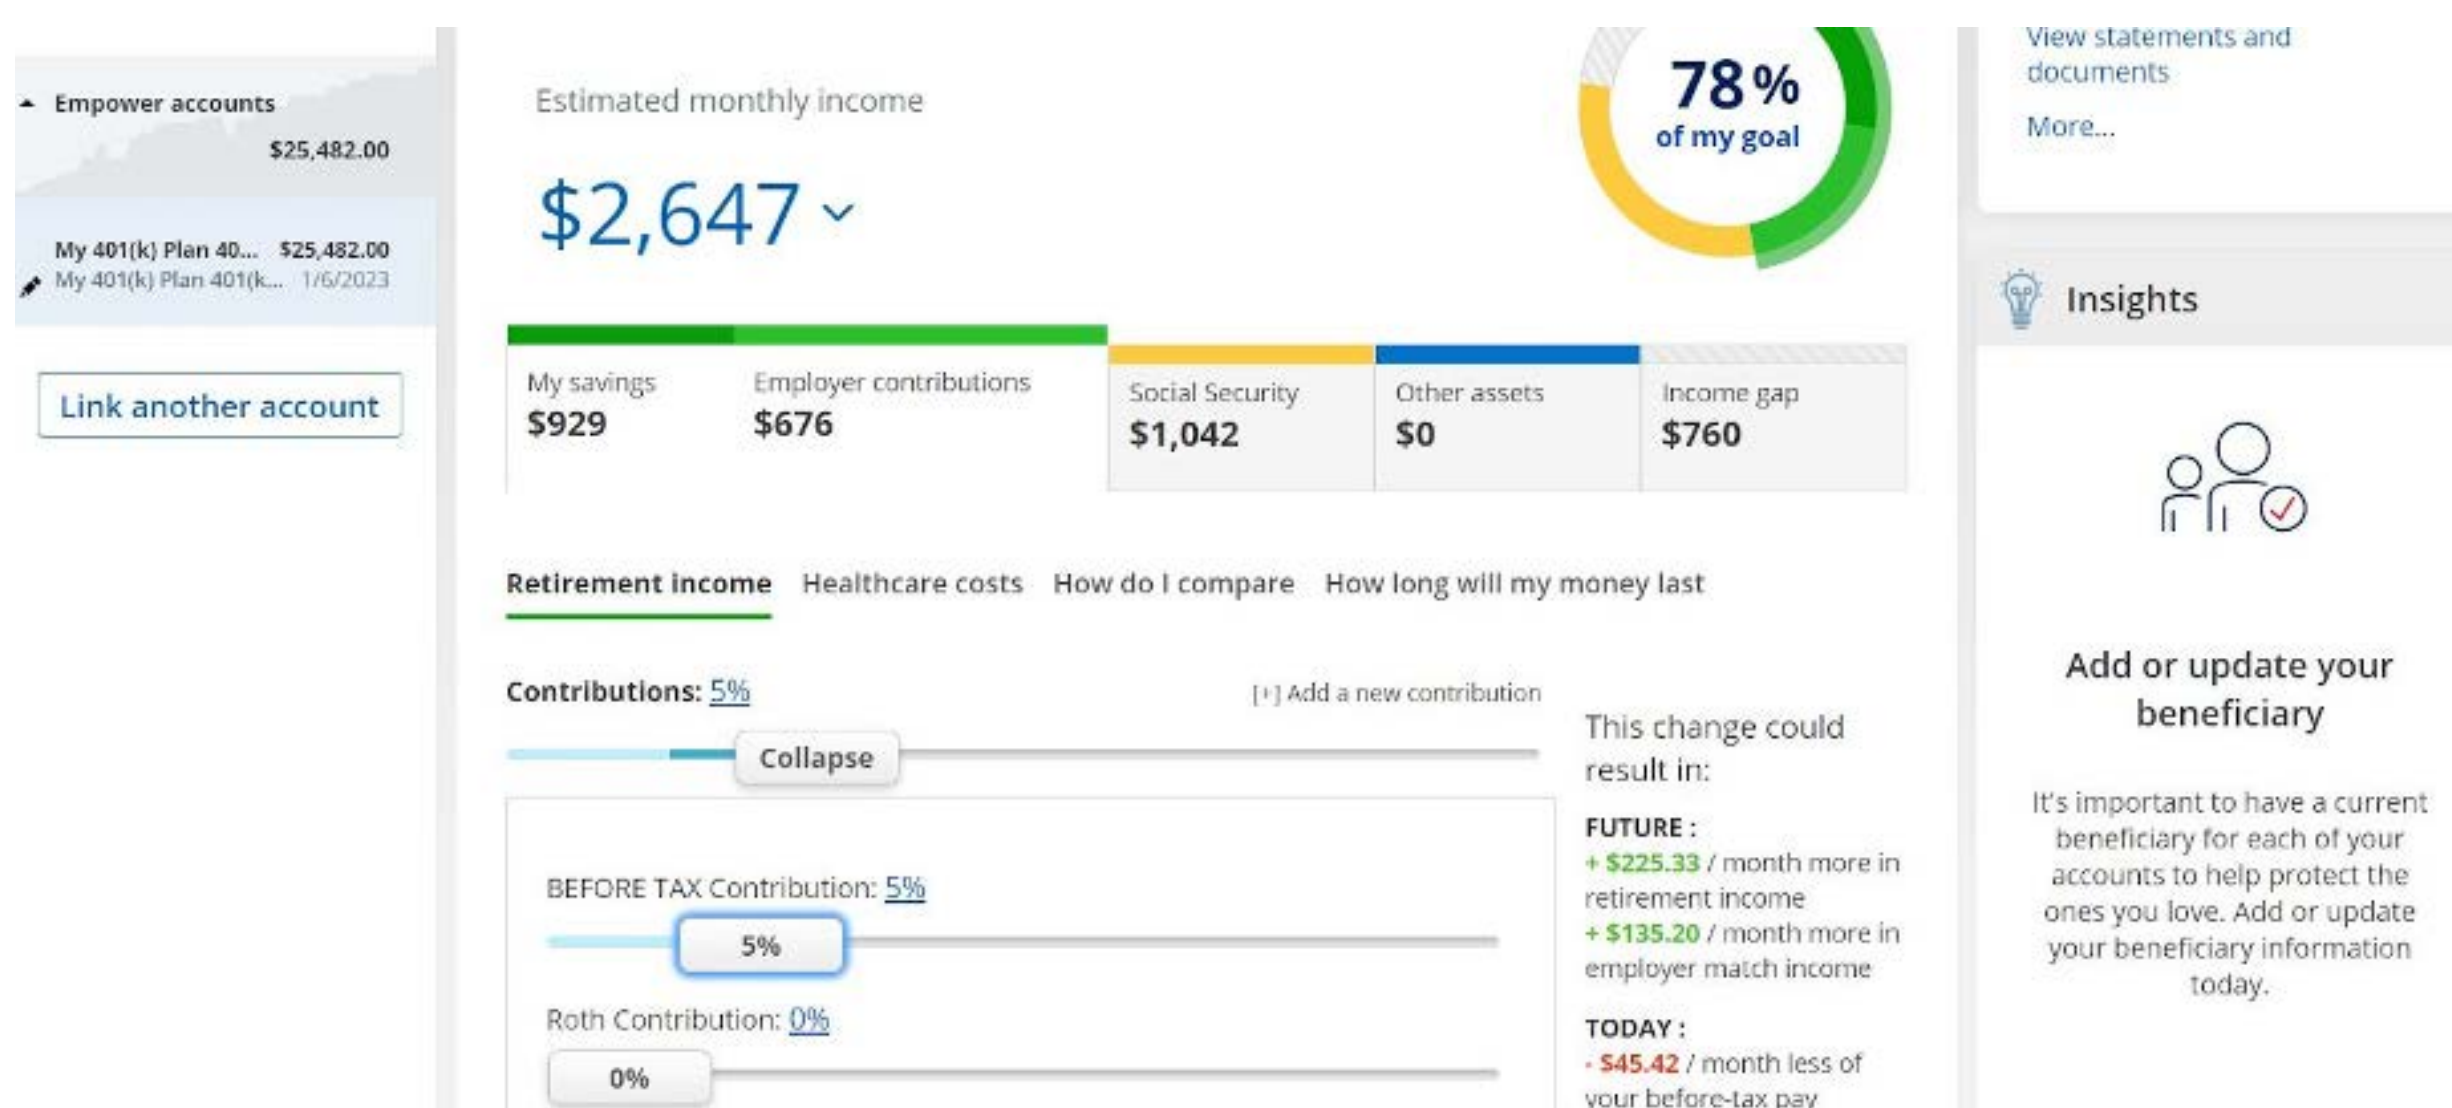 Empower accounts
$25,482.00
My 401(k) Plan 40... $25,482.00
My 401(k) Plan 401(k... 1/6/2023
Link another account
Estimated monthly income
$2,647
78%
of my goal
My savings
$929
Employer contributions
$676
Social Security
$1,042
Other assets
$0
Income gap
$760
Retirement income Healthcare costs How do I compare How long will my money last
Contributions: 5%
[+] Add a new contribution
Collapse
BEFORE TAX Contribution: 5%
5%
Roth Contribution: 0%
0%
This change could
result in:
FUTURE :
+ $225.33 / month more in
retirement income
+ $135.20 / month more in
employer match income
TODAY :
- $45.42 / month less of
your before-tax pay
View statements and
documents
More...
Insights
Add or update your
beneficiary
It's important to have a current
beneficiary for each of your
accounts to help protect the
ones you love. Add or update
your beneficiary information
today.